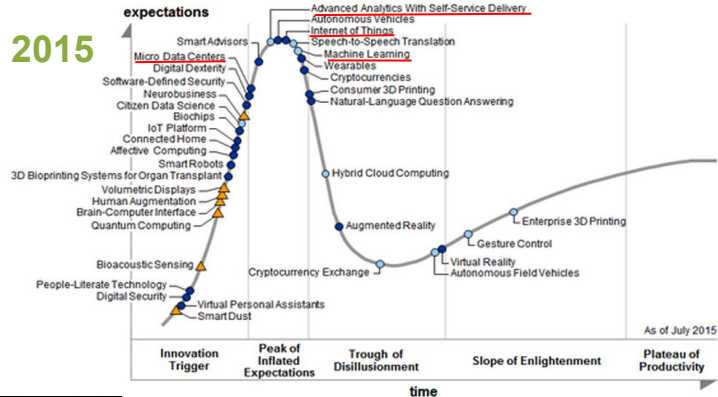 expectations
2015
Advanced Analytics With Self-Service Delivery
Autonomous Vehicles
Internet of Things
Speech-to-Speech Translation
Machine Learning
Wearables
Cryptocurrencies
Consumer 3D Printing
Natural-Language Question Answering
Smart Advisors
Micro Data Centers
Digital Dexterity
Software-Defined Security
Neurobusiness
Citizen Data Science
Biochips
IoT Platform
Connected Home
Affective Computing
Smart Robots
3D Bioprinting Systems for Organ Transplant
Volumetric Displays
Human Augmentation
Brain-Computer Interface
Quantum Computing
Bioacoustic Sensing
People-Literate Technology
Digital Security
Virtual Personal Assistants
Smart Dust
Hybrid Cloud Computing
Augmented Reality
Cryptocurrency Exchange
Enterprise 3D Printing
Gesture Control
Virtual Reality
Autonomous Field Vehicles
As of July 2015
Innovation
Trigger
Peak of
Inflated
Expectations
Trough of
Disillusionment
Slope of Enlightenment
Plateau of
Productivity
time